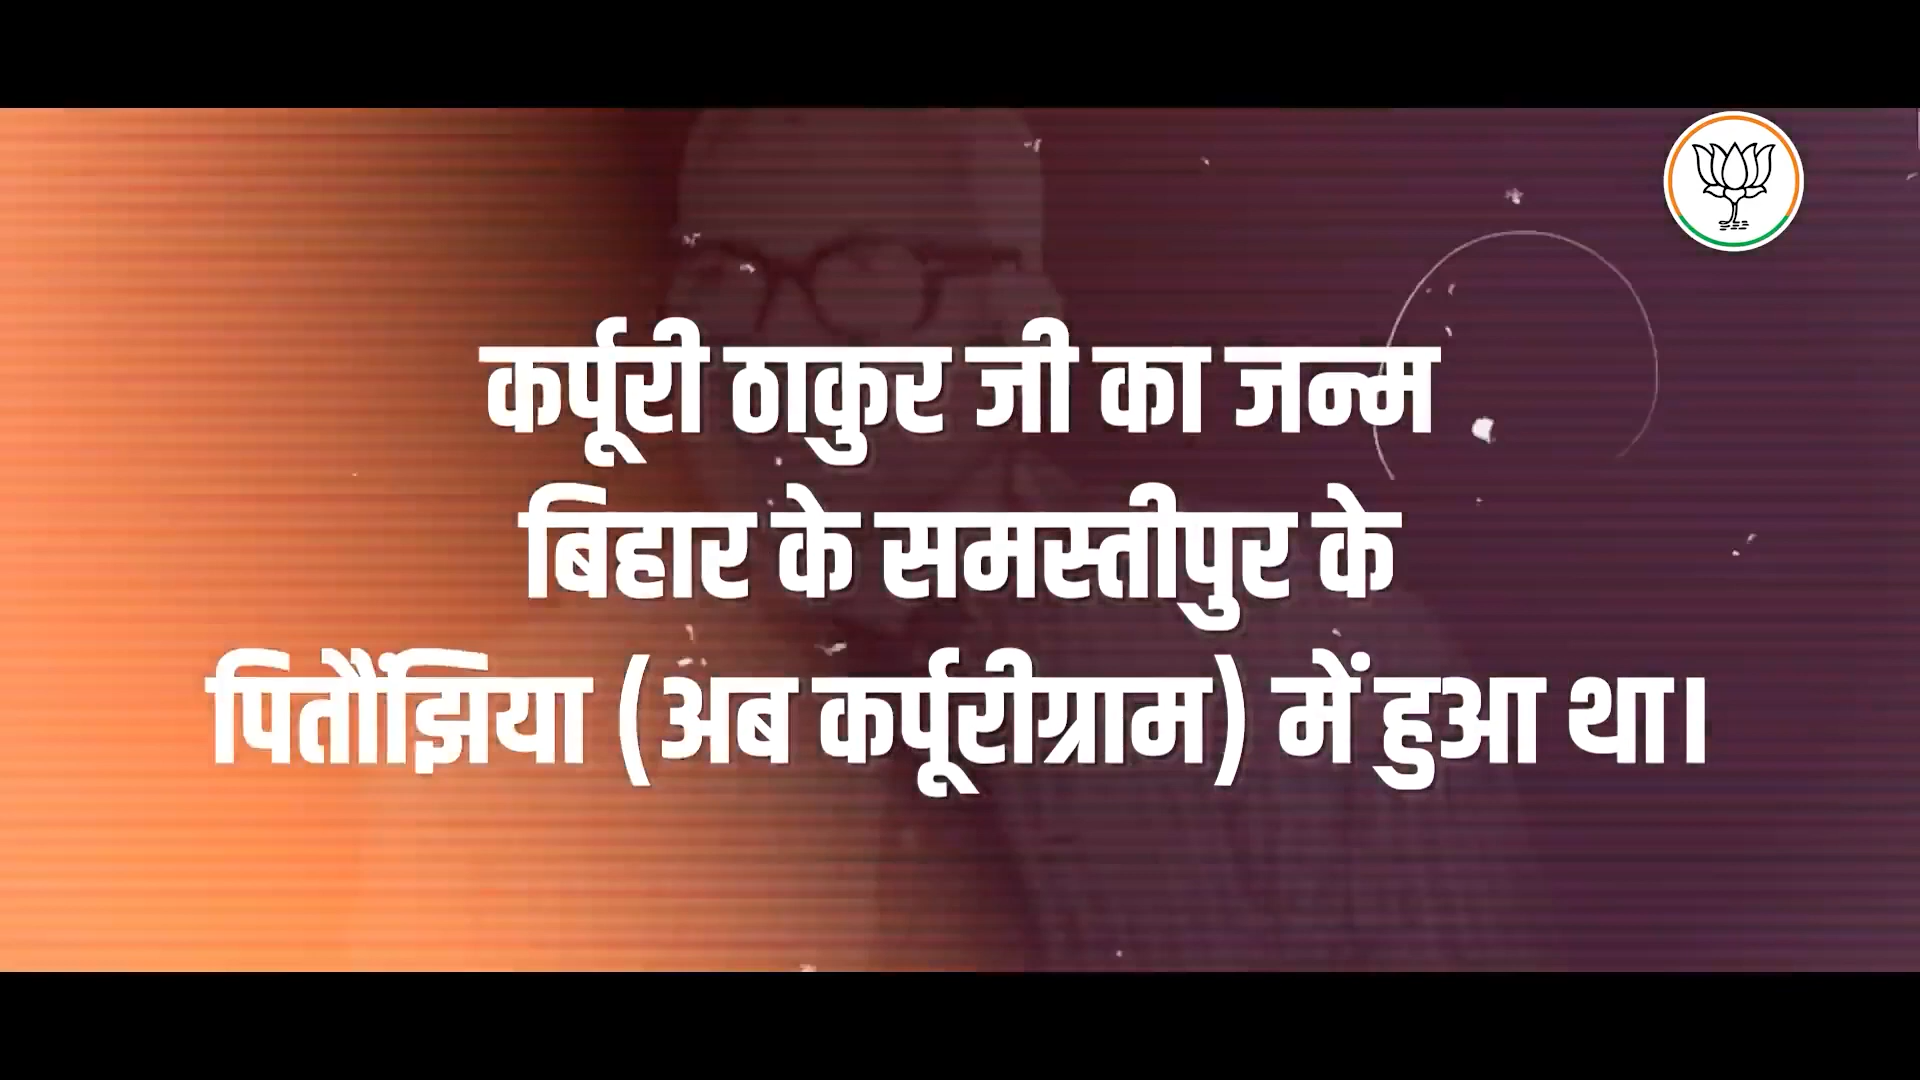 कर्पूरी ठाकुर जी का जन्म
बिहार के समस्तीपुर के
पितौंझिया (अब कर्पूरीग्राम) में हुआ था।